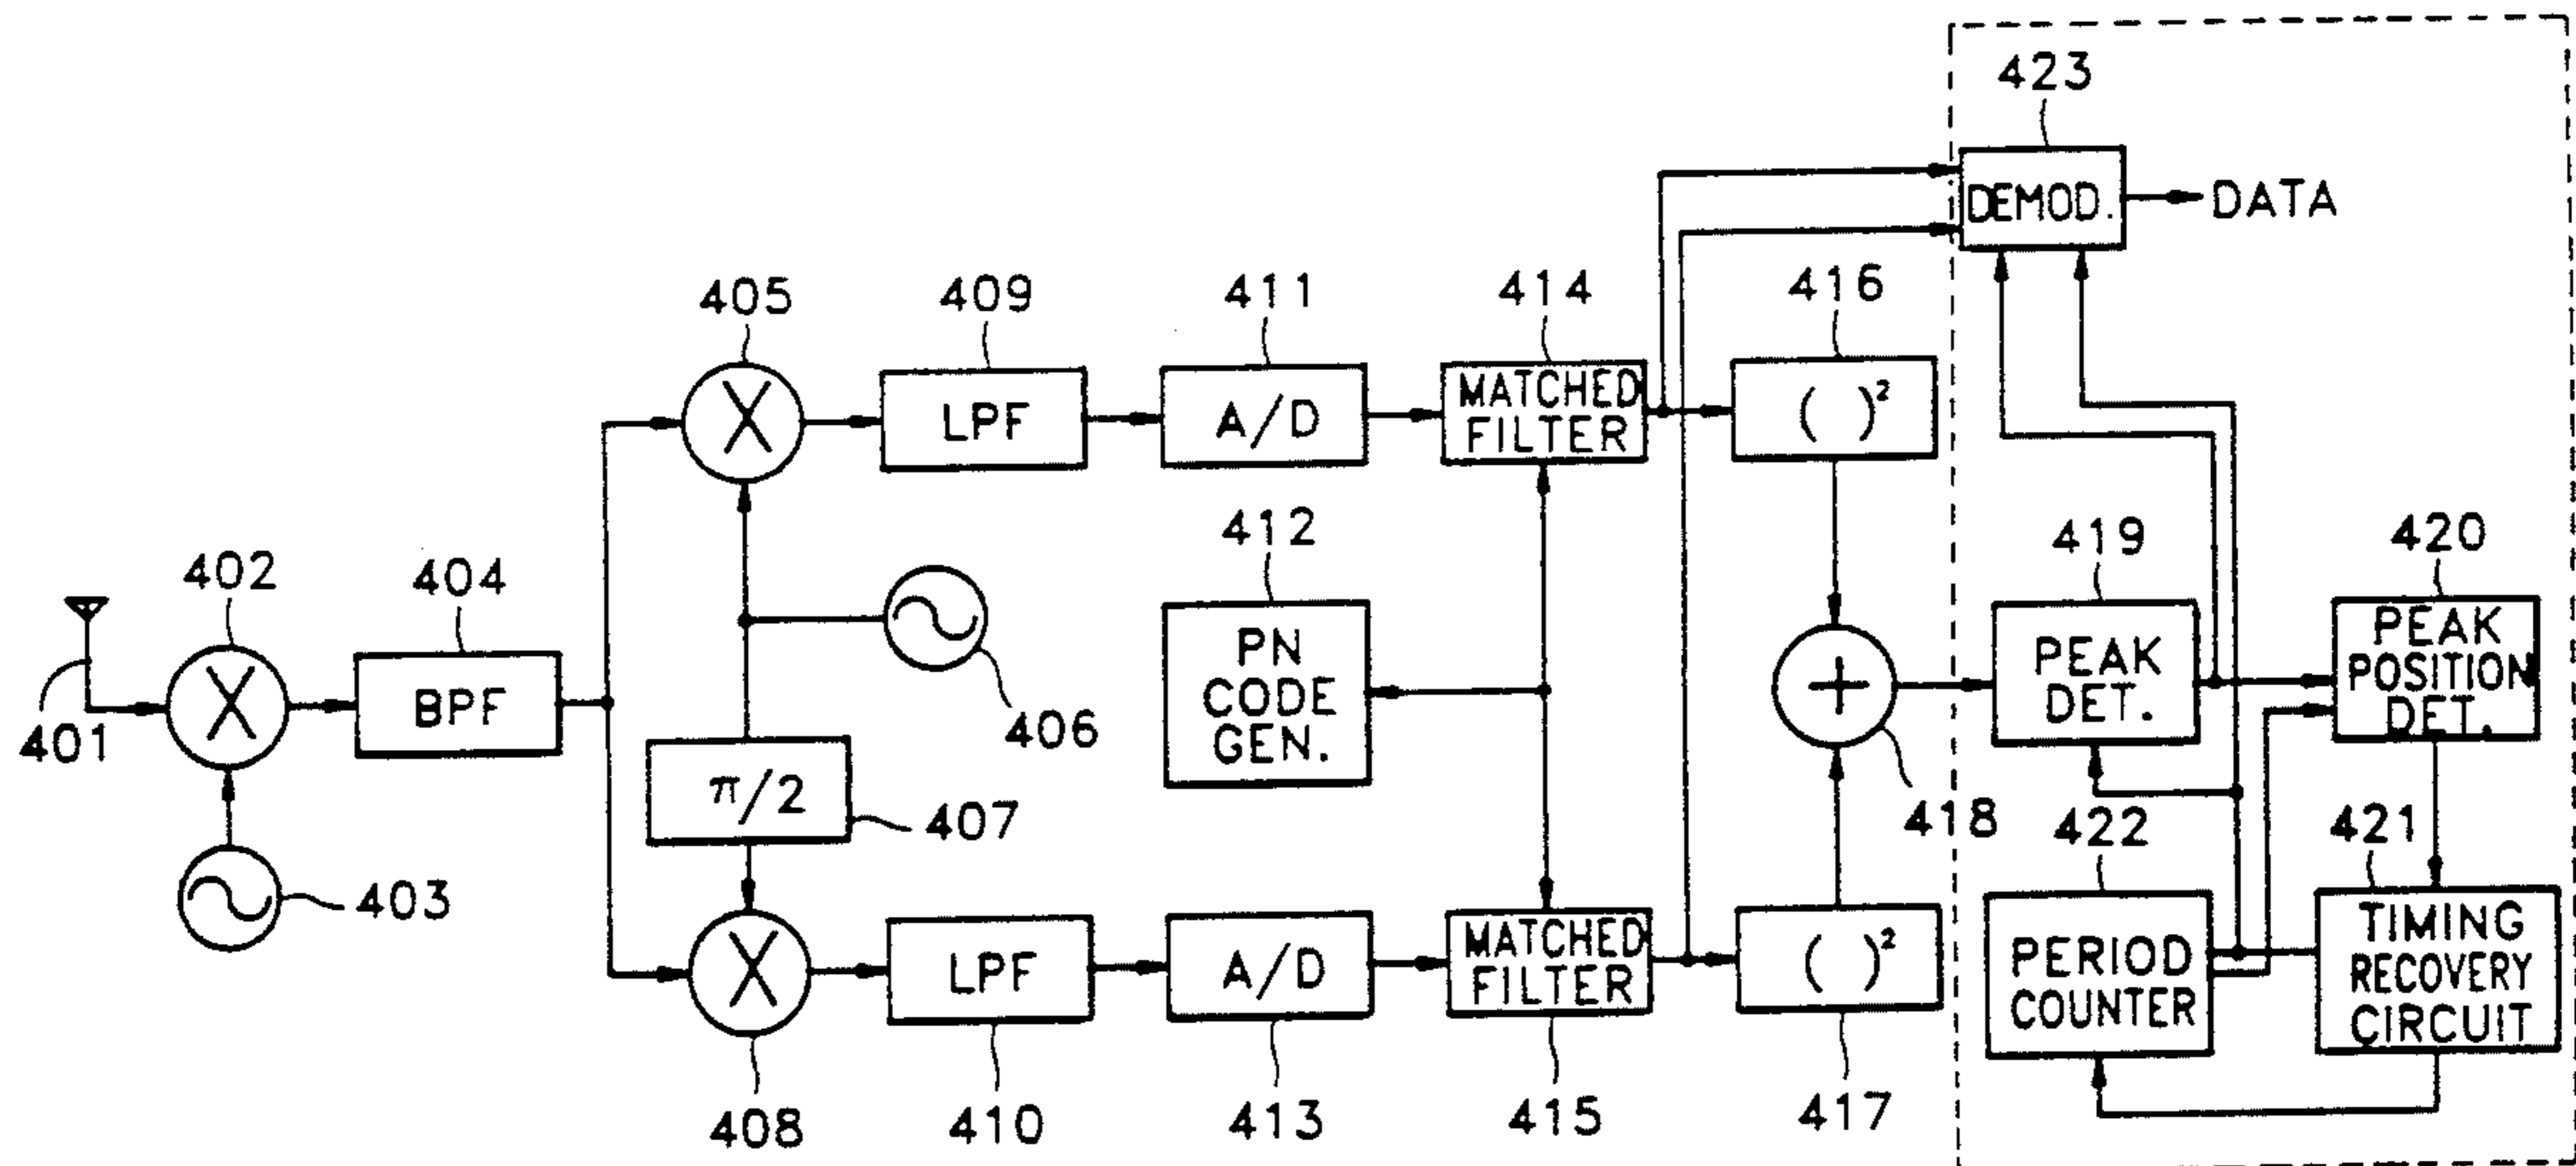 423
DEMOD.
DATA
405
409
411
414
416
X
LPF
A/D
MATCHED
FILTER
( )²
402
404
412
419
420
401
X
BPF
403
406
π/2
407
PN
CODE
GEN.
+
418
PEAK
DET.
PEAK
POSITION
DET.
422
421
X
LPF
A/D
MATCHED
FILTER
( )²
PERIOD
COUNTER
TIMING
RECOVERY
CIRCUIT
408
410
413
415
417